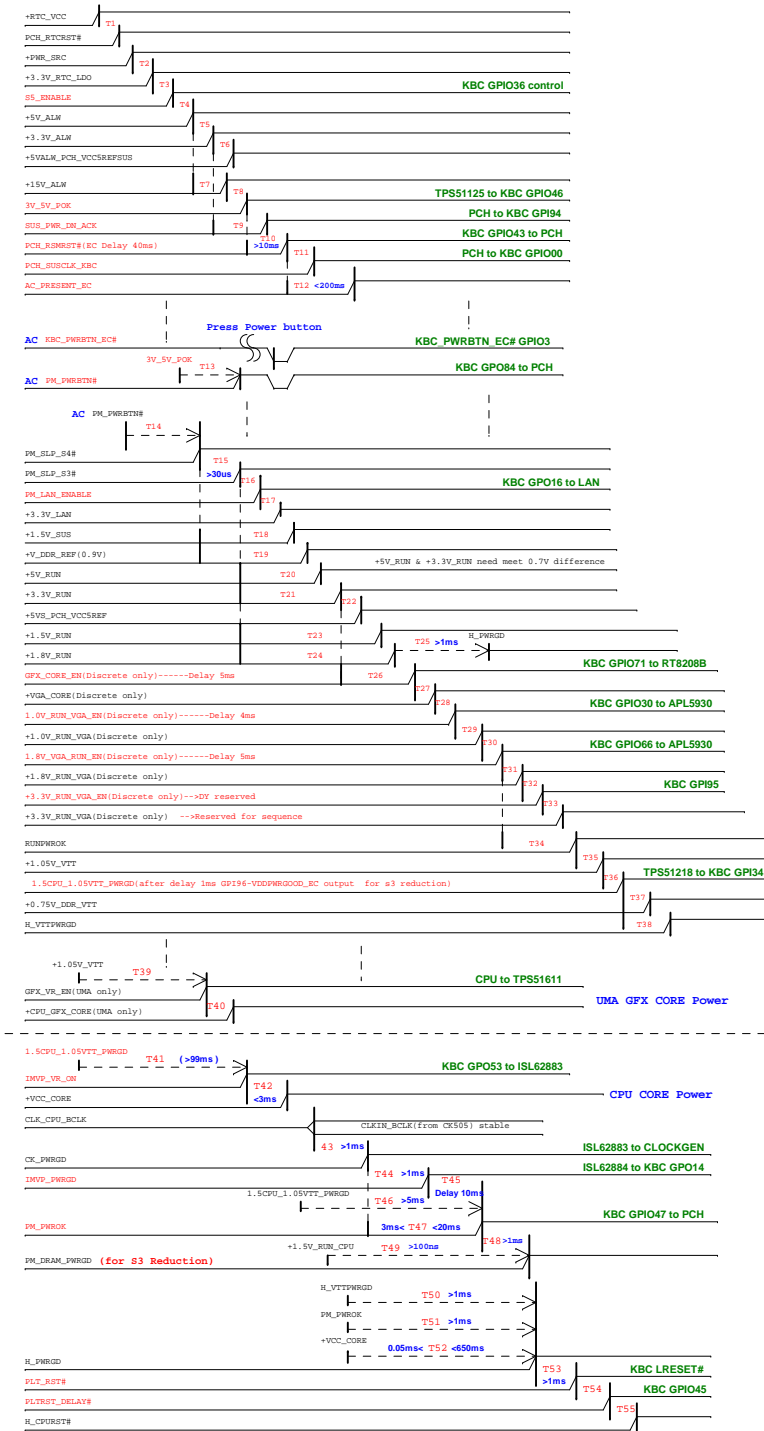 +RTC_VCC
T1
PCH_RTCRST#
+PWR_SRC
T2
+3.3V_RTC_LDO
T3
KBC GPIO36 control
S5_ENABLE
T4
+5V_ALW
T5
+3.3V_ALW
T6
+5VALW_PCH_VCC5REFSUS
+15V_ALW
T7
T8
TPS51125 to KBC GPIO46
3V_5V_POK
PCH to KBC GPI94
SUS_PWR_DN_ACK
T9
T10
KBC GPIO43 to PCH
PCH_RSMRST#(EC Delay 40ms)
>10ms
T11
PCH to KBC GPIO00
PCH_SUSCLK_KBC
AC_PRESENT_EC
T12 <200ms
Press Power button
AC KBC_PWRBTN_EC#
KBC_PWRBTN_EC# GPIO3
3V_5V_POK
T13
KBC GPO84 to PCH
AC PM_PWRBTN#
AC PM_PWRBTN#
T14
PM_SLP_S4#
T15
PM_SLP_S3#
>30us
T16
KBC GPO16 to LAN
PM_LAN_ENABLE
T17
+3.3V_LAN
+1.5V_SUS
T18
+V_DDR_REF(0.9V)
T19
+5V_RUN & +3.3V_RUN need meet 0.7V difference
+5V_RUN
T20
+3.3V_RUN
T21
T22
+5VS_PCH_VCC5REF
+1.5V_RUN
T23
T25 >1ms
H_PWRGD
+1.8V_RUN
T24
KBC GPIO71 to RT8208B
GFX_CORE_EN(Discrete only)------Delay 5ms
T26
+VGA_CORE(Discrete only)
T27
T28
KBC GPIO30 to APL5930
1.0V_RUN_VGA_EN(Discrete only)------Delay 4ms
T29
+1.0V_RUN_VGA(Discrete only)
T30
KBC GPIO66 to APL5930
1.8V_VGA_RUN_EN(Discrete only)------Delay 5ms
T31
+1.8V_RUN_VGA(Discrete only)
T32
KBC GPI95
+3.3V_RUN_VGA_EN(Discrete only)-->DY reserved
T33
+3.3V_RUN_VGA(Discrete only) -->Reserved for sequence
RUNPWROK
T34
+1.05V_VTT
T35
TPS51218 to KBC GPI34
1.5CPU_1.05VTT_PWRGD(after delay 1ms GPI96-VDDPWRGOOD_EC output for s3 reduction)
T36
+0.75V_DDR_VTT
T37
H_VTTPWRGD
T38
+1.05V_VTT
T39
CPU to TPS51611
GFX_VR_EN(UMA only)
+CPU_GFX_CORE(UMA only)
T40
UMA GFX CORE Power
1.5CPU_1.05VTT_PWRGD
T41 (>99ms)
KBC GPO53 to ISL62883
IMVP_VR_ON
T42
+VCC_CORE
<3ms
CPU CORE Power
CLK_CPU_BCLK
CLKIN_BCLK(from CK505) stable
43 >1ms
ISL62883 to CLOCKGEN
CK_PWRGD
T44 >1ms
T45
ISL62884 to KBC GPO14
IMVP_PWRGD
1.5CPU_1.05VTT_PWRGD
Delay 10ms
T46 >5ms
KBC GPIO47 to PCH
PM_PWROK
3ms< T47 <20ms
T48 >1ms
+1.5V_RUN_CPU
T49 >100ns
PM_DRAM_PWRGD (for S3 Reduction)
H_VTTPWRGD
T50 >1ms
PM_PWROK
T51 >1ms
+VCC_CORE
0.05ms< T52 <650ms
H_PWRGD
T53
KBC LRESET#
PLT_RST#
>1ms
T54
KBC GPIO45
PLTRST_DELAY#
T55
H_CPURST#